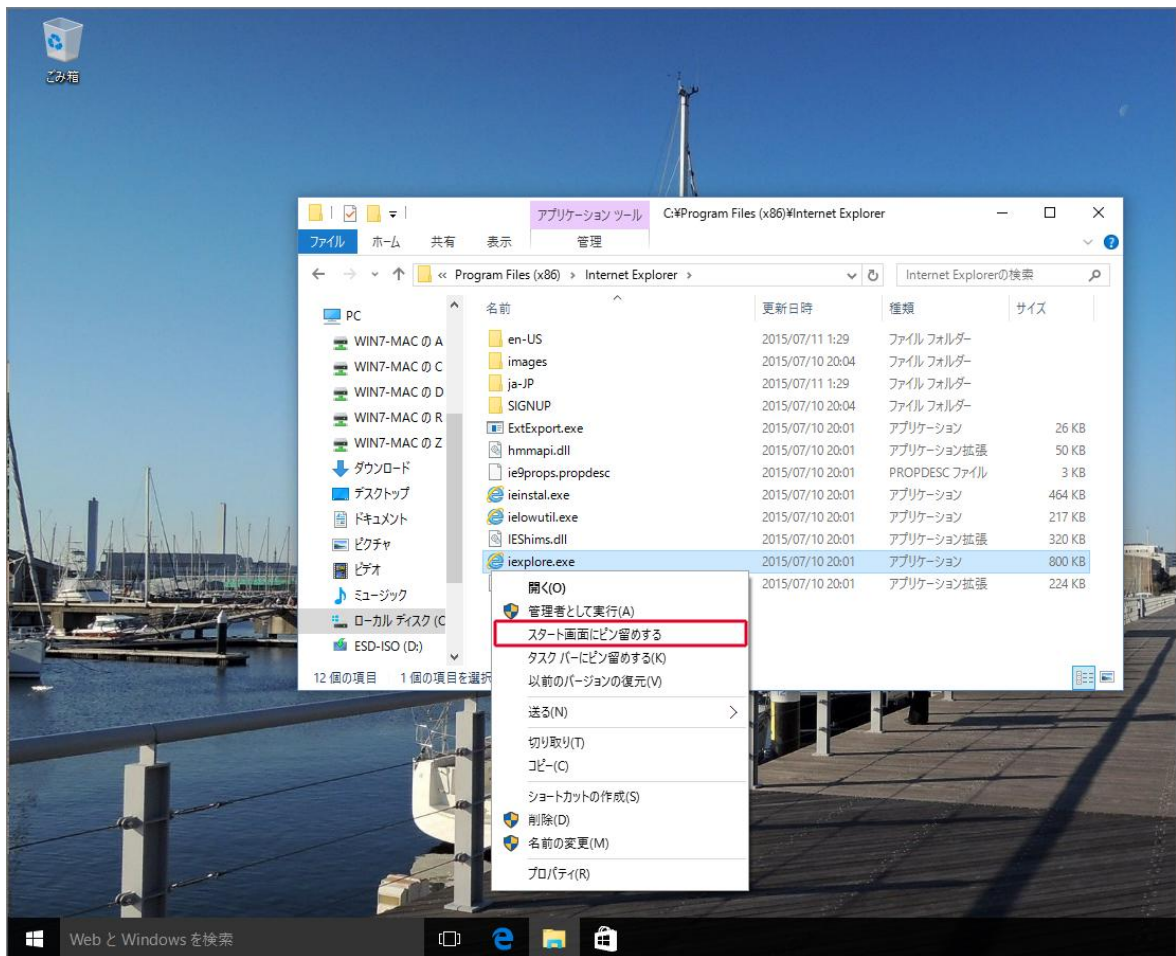 ごみ箱
アプリケーション ツール C:¥Program Files (x86)¥Internet Explorer
ファイル ホーム 共有 表示 管理
« Program Files (x86) › Internet Explorer › Internet Explorerの検索
名前 更新日時 種類 サイズ
PC
WIN7-MAC の A
WIN7-MAC の C
WIN7-MAC の D
WIN7-MAC の R
WIN7-MAC の Z
ダウンロード
デスクトップ
ドキュメント
ピクチャ
ビデオ
ミュージック
ローカル ディスク (C
ESD-ISO (D:)
en-US 2015/07/11 1:29 ファイル フォルダー
images 2015/07/10 20:04 ファイル フォルダー
ja-JP 2015/07/11 1:29 ファイル フォルダー
SIGNUP 2015/07/10 20:04 ファイル フォルダー
ExtExport.exe 2015/07/10 20:01 アプリケーション 26 KB
hmmapi.dll 2015/07/10 20:01 アプリケーション拡張 50 KB
ie9props.propdesc 2015/07/10 20:01 PROPDESC ファイル 3 KB
ieinstal.exe 2015/07/10 20:01 アプリケーション 464 KB
ielowutil.exe 2015/07/10 20:01 アプリケーション 217 KB
IEShims.dll 2015/07/10 20:01 アプリケーション拡張 320 KB
iexplore.exe 2015/07/10 20:01 アプリケーション 800 KB
2015/07/10 20:01 アプリケーション拡張 224 KB
12 個の項目 1 個の項目を選択
開く(O)
管理者として実行(A)
スタート画面にピン留めする
タスク バーにピン留めする(K)
以前のバージョンの復元(V)
送る(N)
切り取り(T)
コピー(C)
ショートカットの作成(S)
削除(D)
名前の変更(M)
プロパティ(R)
Web と Windows を検索